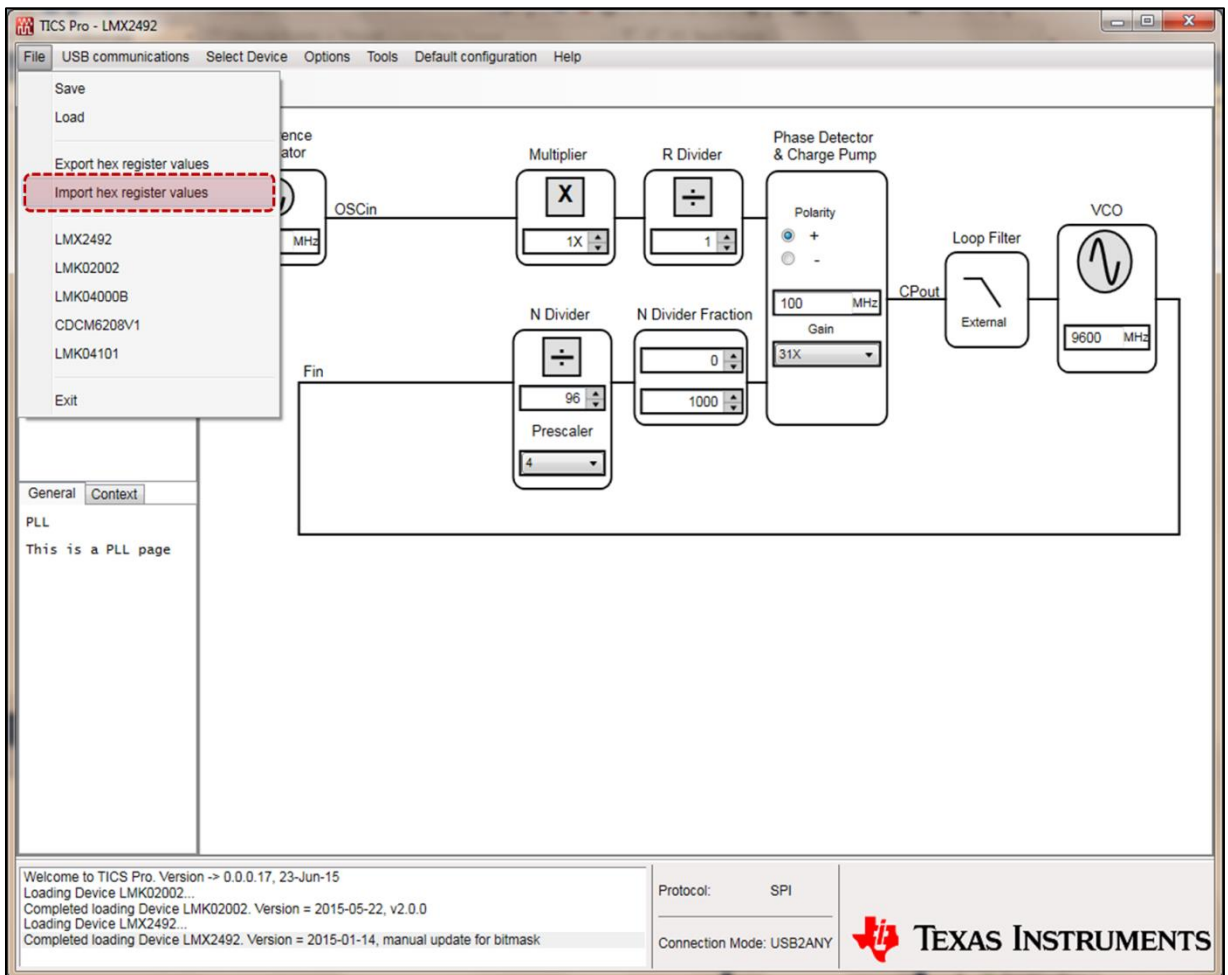 TICS Pro - LMX2492
File USB communications Select Device Options Tools Default configuration Help
Save
Load
Export hex register values
Import hex register values
LMX2492
LMK02002
LMK04000B
CDCM6208V1
LMK04101
Exit
OSCin
MHz
Multiplier
X
1X
R Divider
÷
1
Phase Detector
& Charge Pump
Polarity
+
-
100 MHz
Gain
31X
CPout
Loop Filter
External
VCO
9600 MHz
N Divider
÷
96
Prescaler
4
N Divider Fraction
0
1000
Fin
General Context
PLL
This is a PLL page
Welcome to TICS Pro. Version -> 0.0.0.17, 23-Jun-15
Loading Device LMK02002...
Completed loading Device LMK02002. Version = 2015-05-22, v2.0.0
Loading Device LMX2492...
Completed loading Device LMX2492. Version = 2015-01-14, manual update for bitmask
Protocol: SPI
Connection Mode: USB2ANY
TEXAS INSTRUMENTS